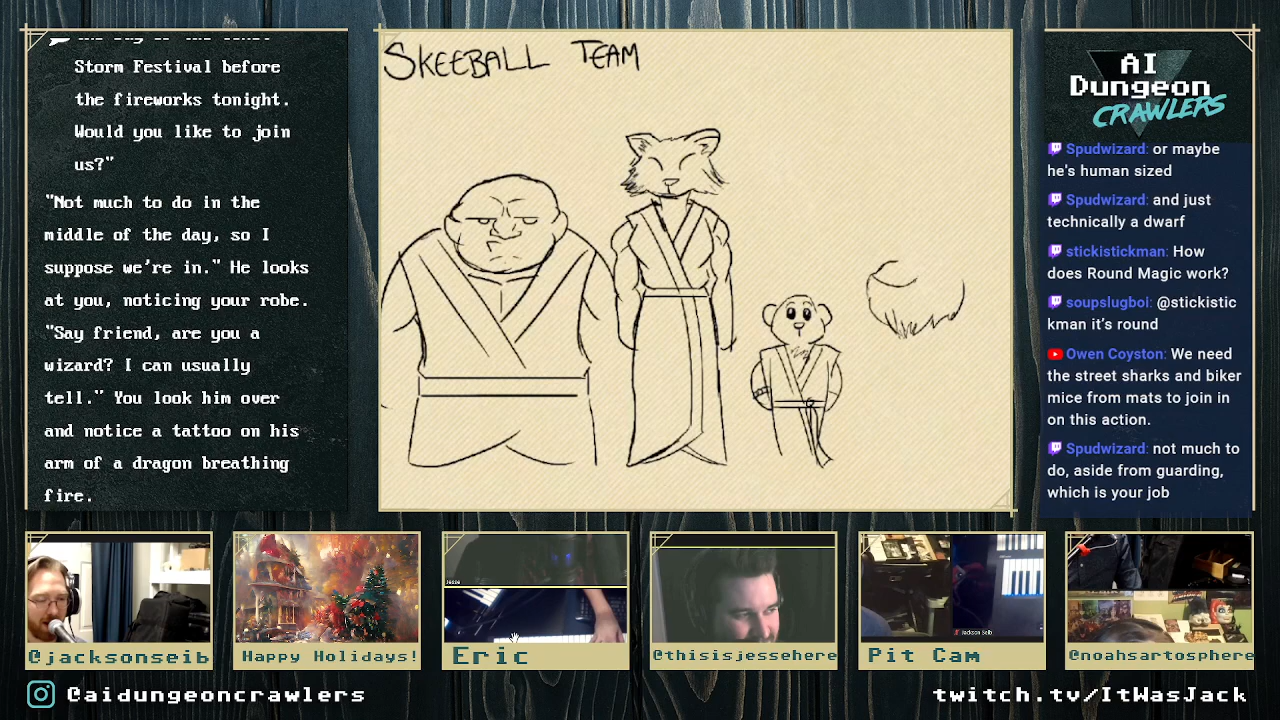 Storm Festival before
the fireworks tonight.
Would you like to join
us?"
"Not much to do in the
middle of the day, so I
suppose we're in." He looks
at you, noticing your robe.
"Say friend, are you a
wizard? I can usually
tell." You look him over
and notice a tattoo on his
arm of a dragon breathing
fire.
SKEEBALL TEAM
AI
Dungeon
CRAWLERS
Spudwizard: or maybe
he's human sized
Spudwizard: and just
technically a dwarf
stickistickman: How
does Round Magic work?
soupslugboi: @stickistic
kman it's round
Owen Coyston: We need
the street sharks and biker
mice from mats to join in
on this action.
Spudwizard: not much to
do, aside from guarding,
which is your job
Jesse
Jackson Seib
@jacksonseib
Happy Holidays!
Eric
@thisisjessehere
Pit Cam
@noahsartosphere
@aidungeoncrawlers
twitch.tv/ItWasJack